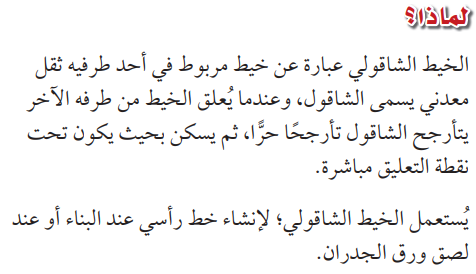 لماذا؟
الخيط الشاقولي عبارة عن خيط مربوط في أحد طرفيه ثقل
معدني يسمى الشاقول، وعندما يُعلق الخيط من طرفه الآخر
يتأرجح الشاقول تأرجحًا حرًّا، ثم يسكن بحيث يكون تحت
نقطة التعليق مباشرة.
يُستعمل الخيط الشاقولي؛ لإنشاء خط رأسي عند البناء أو عند
لصق ورق الجدران.